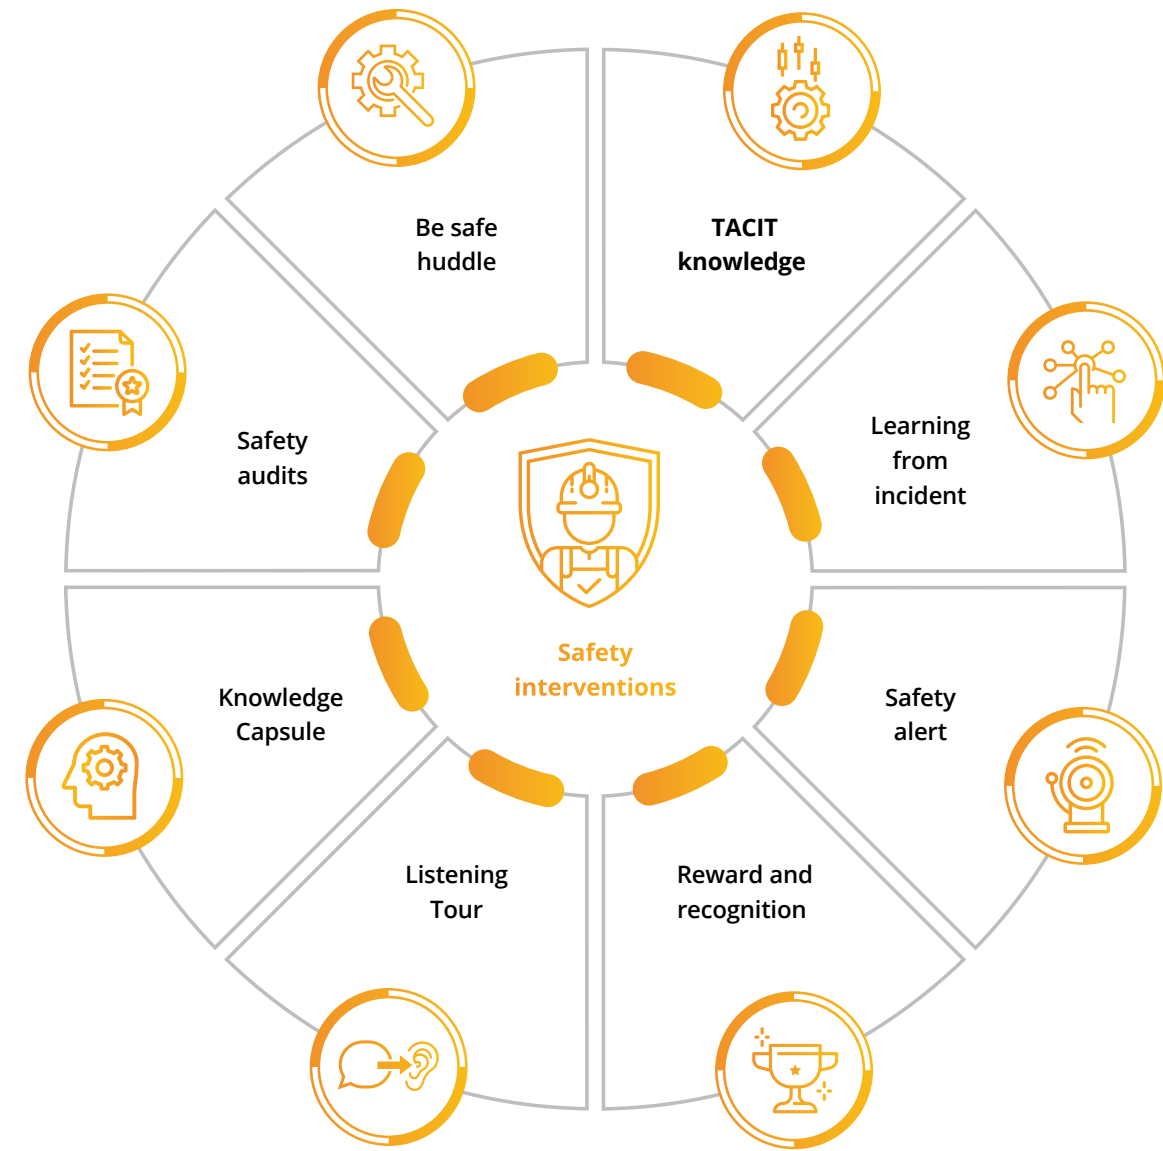 Be safe
huddle
TACIT
knowledge
Learning
from
incident
Safety
audits
Safety
interventions
Knowledge
Capsule
Safety
alert
Listening
Tour
Reward and
recognition